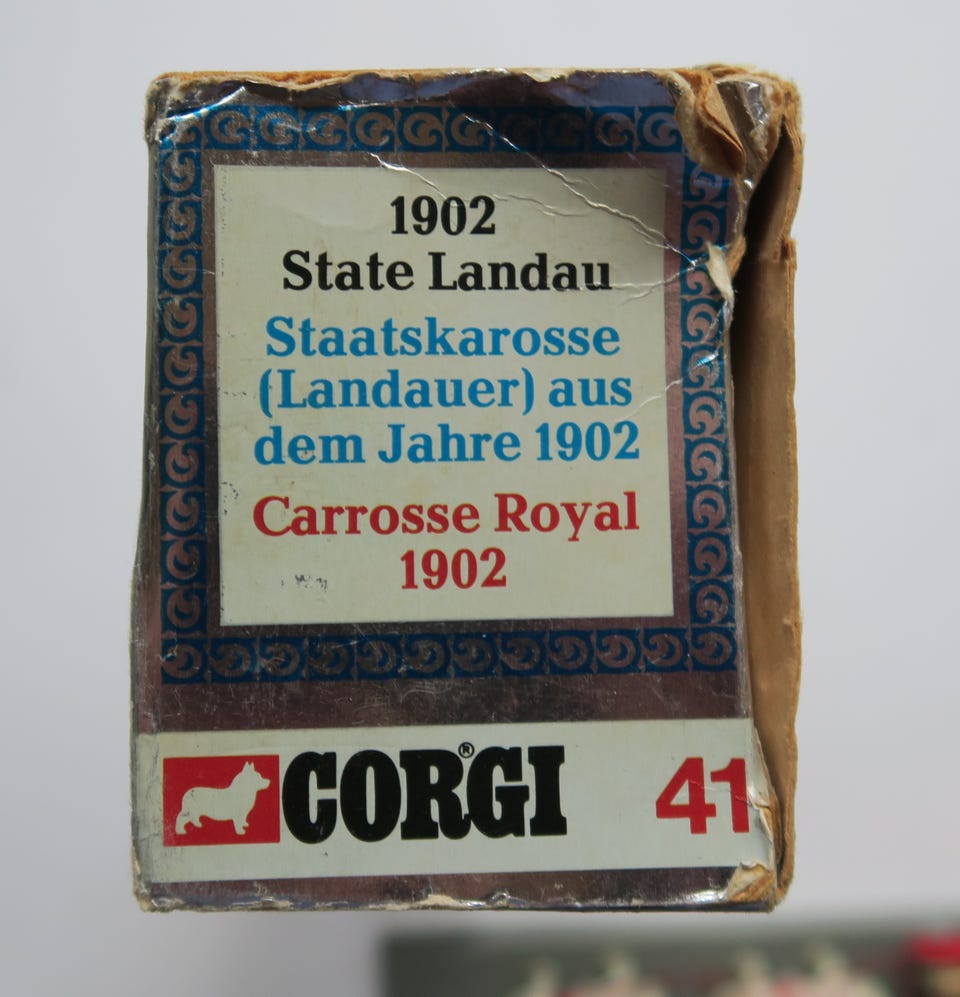 1902
State Landau
Staatskarosse
(Landauer) aus
dem Jahre 1902
Carrosse Royal
1902
CORGI® 41